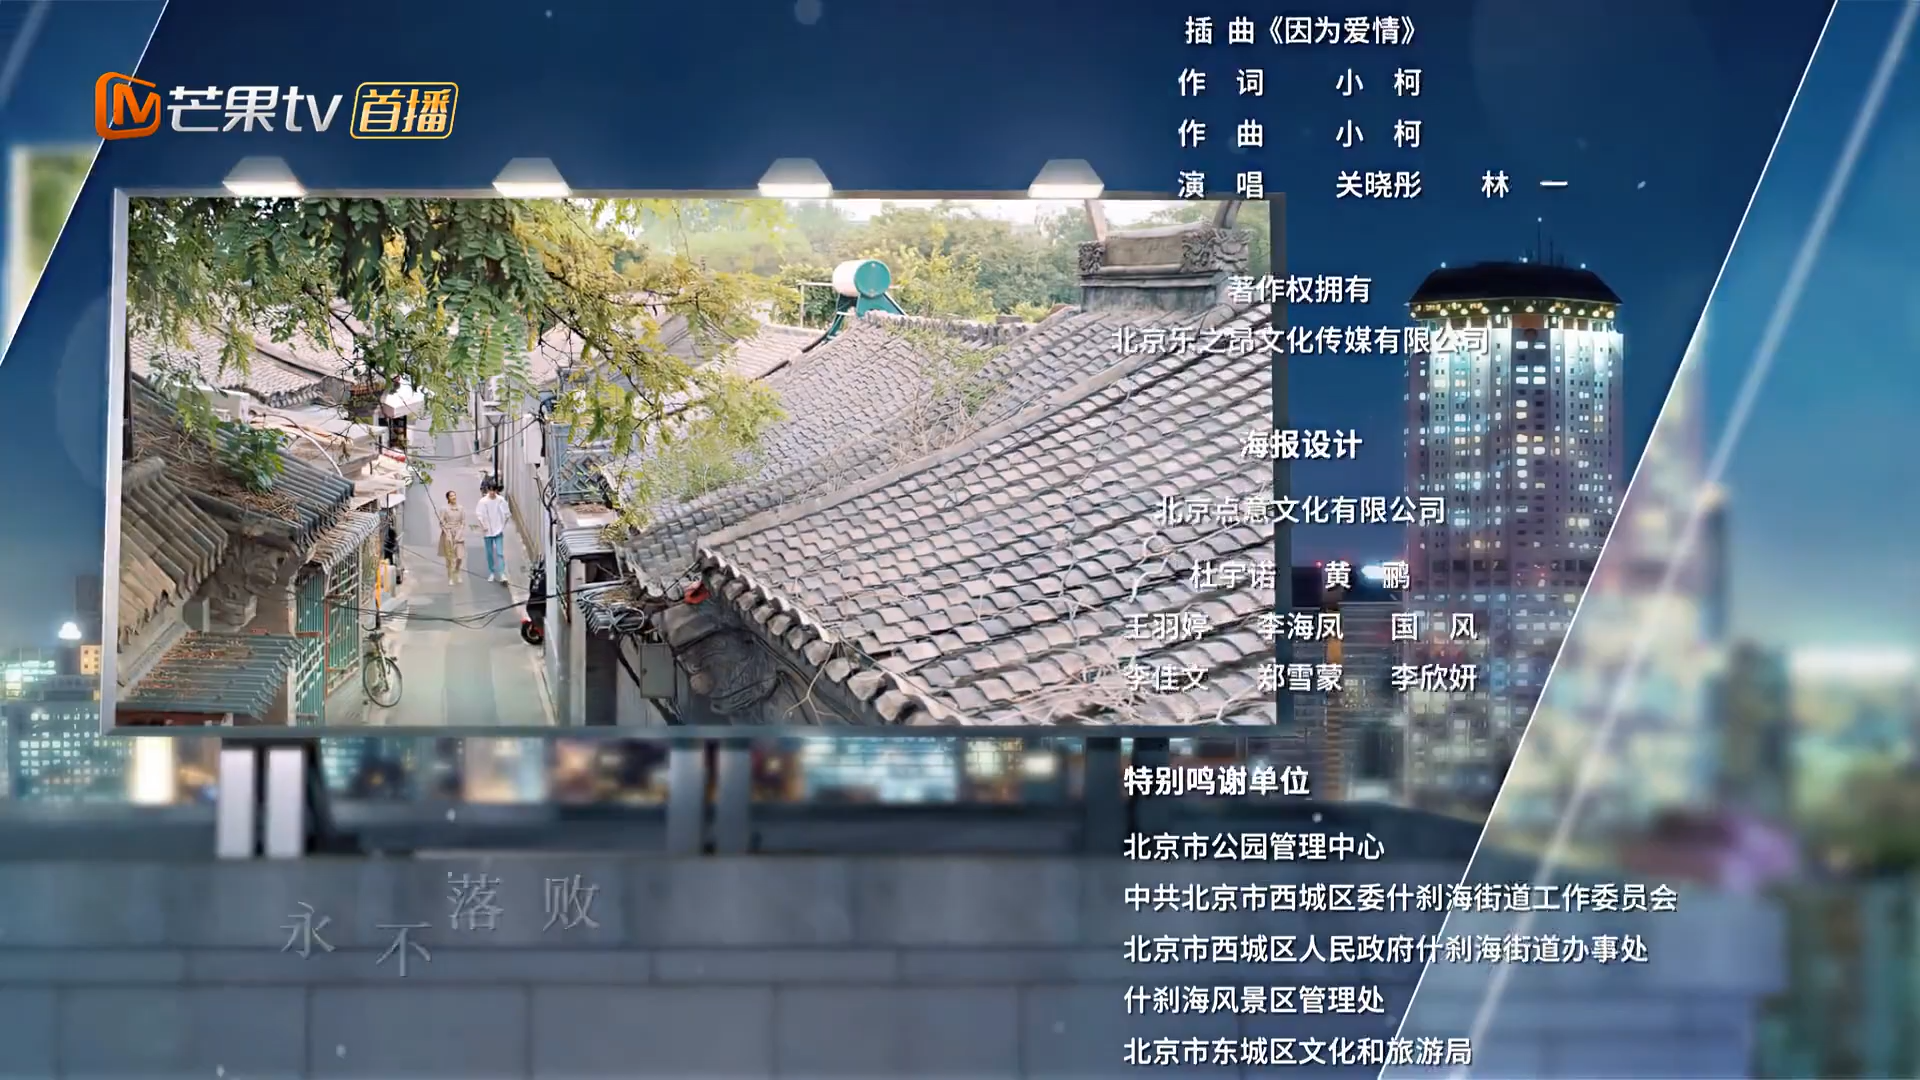 芒果tv 首播
插 曲《因为爱情》
作 词 小 柯
作 曲 小 柯
演 唱 关晓彤 林 一
著作权拥有
北京乐之昂文化传媒有限公司
海报设计
北京点意文化有限公司
杜宇诺 黄 鹂
王羽婷 李海凤 国 风
李佳文 郑雪蒙 李欣妍
特别鸣谢单位
北京市公园管理中心
中共北京市西城区委什刹海街道工作委员会
北京市西城区人民政府什刹海街道办事处
什刹海风景区管理处
北京市东城区文化和旅游局
永不落败